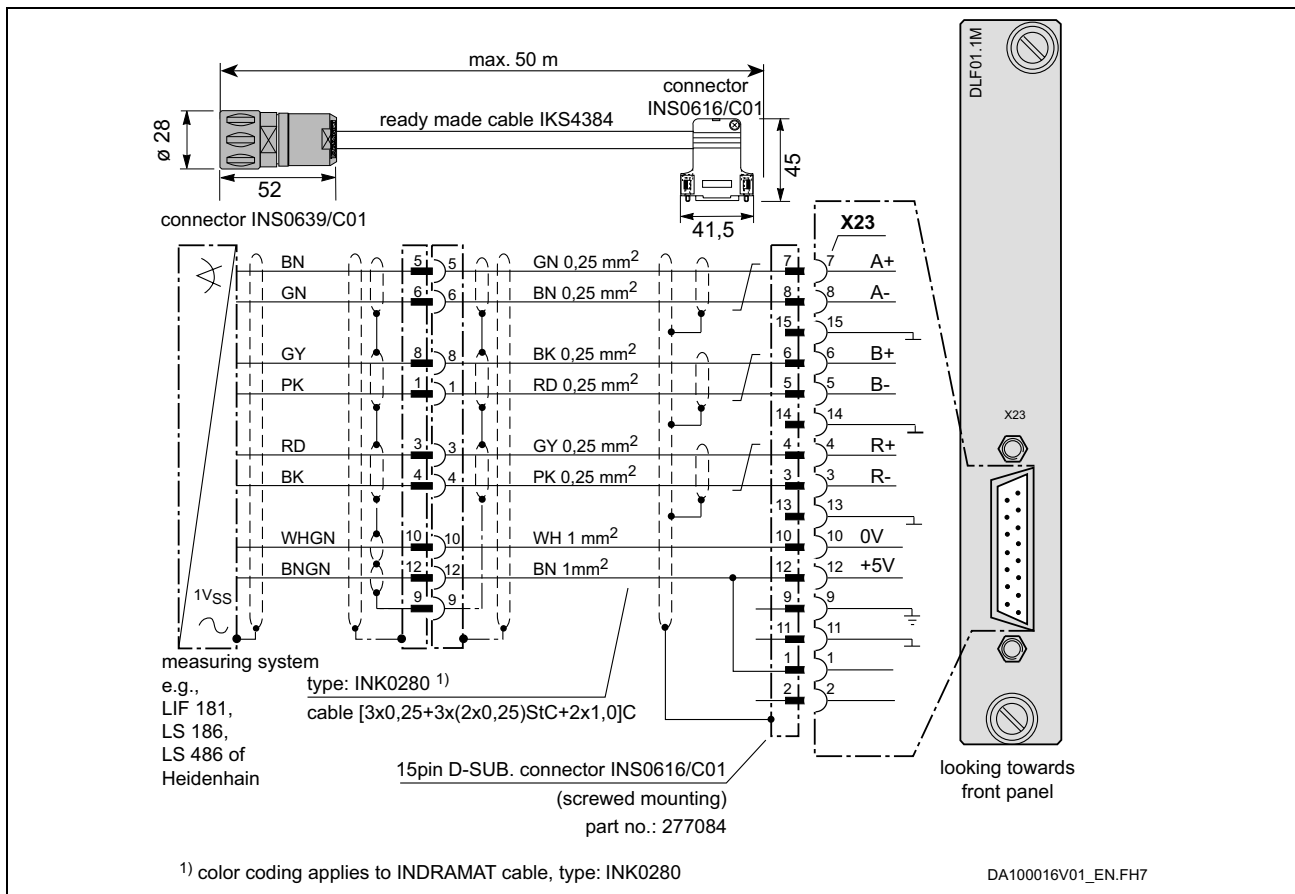 max. 50 m
connector
INS0616/C01
ready made cable IKS4384
ø 28
52
45
41,5
connector INS0639/C01
DLF01.1M
X23
BN 5 5 GN 0,25 mm² 7 7 A+
GN 6 6 BN 0,25 mm² 8 8 A-
15 15
GY 8 8 BK 0,25 mm² 6 6 B+
PK 1 1 RD 0,25 mm² 5 5 B-
14 14
RD 3 3 GY 0,25 mm² 4 4 R+
BK 4 4 PK 0,25 mm² 3 3 R-
13 13
WHGN 10 10 WH 1 mm² 10 10 0V
BNGN 12 12 BN 1mm² 12 12 +5V
9 9 9 9
11 11
1 1
2 2
1VSS
X23
measuring system
e.g.,
LIF 181,
LS 186,
LS 486 of
Heidenhain
type: INK0280 1)
cable [3x0,25+3x(2x0,25)StC+2x1,0]C
15pin D-SUB. connector INS0616/C01
(screwed mounting)
part no.: 277084
looking towards
front panel
1) color coding applies to INDRAMAT cable, type: INK0280
DA100016V01_EN.FH7